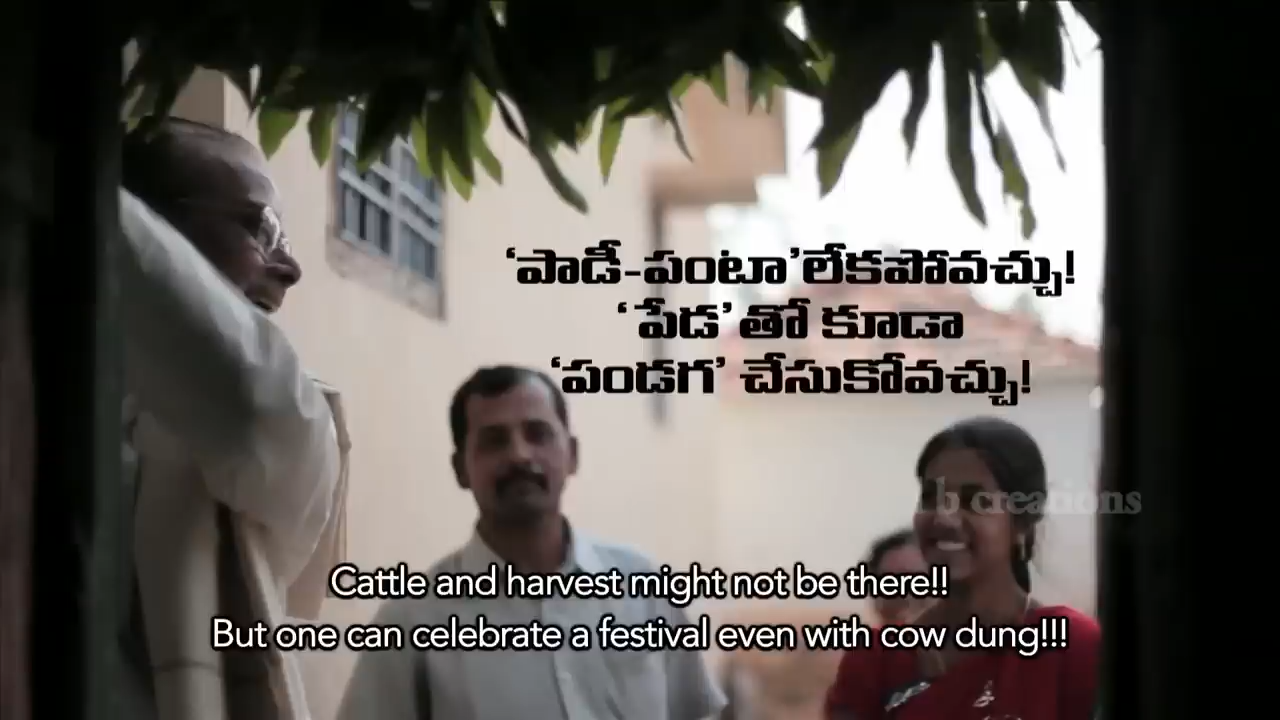 ‘పాడీ-పంటా’లేకపోవచ్చు!
‘పేడ’తో కూడా
‘పండగ’ చేసుకోవచ్చు!
b creations
Cattle and harvest might not be there!!
But one can celebrate a festival even with cow dung!!!